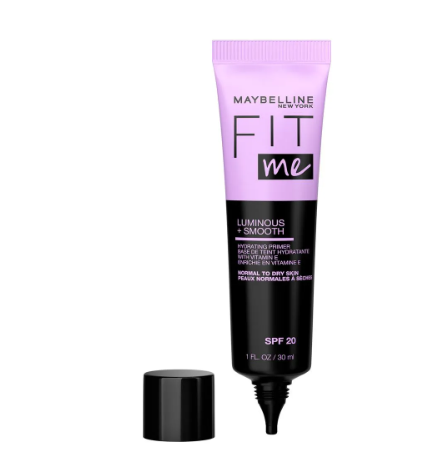 MAYBELLINE
NEW YORK
FIT
me
LUMINOUS
+ SMOOTH
HYDRATING PRIMER
BASE DE TEINT HYDRATANTE
WITH VITAMIN E
ENRICHIE EN VITAMINE E
NORMAL TO DRY SKIN
PEAUX NORMALES À SÈCHES
SPF 20
1 FL. OZ / 30 ml